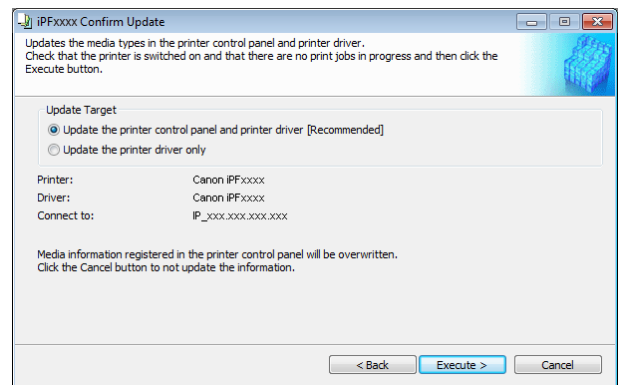 iPFxxxx Confirm Update
Updates the media types in the printer control panel and printer driver.
Check that the printer is switched on and that there are no print jobs in progress and then click the
Execute button.
Update Target
Update the printer control panel and printer driver [Recommended]
Update the printer driver only
Printer: Canon iPFxxxx
Driver: Canon iPFxxxx
Connect to: IP_xxx.xxx.xxx.xxx
Media information registered in the printer control panel will be overwritten.
Click the Cancel button to not update the information.
< Back Execute > Cancel